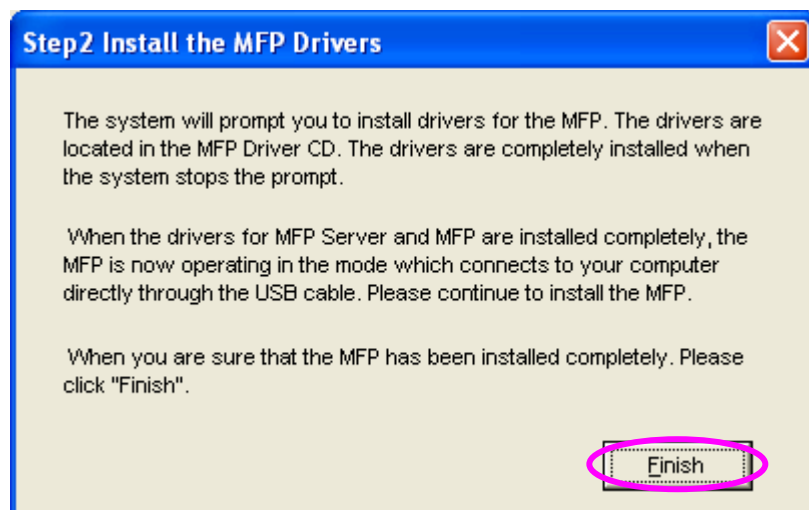 Step2 Install the MFP Drivers
The system will prompt you to install drivers for the MFP. The drivers are
located in the MFP Driver CD. The drivers are completely installed when
the system stops the prompt.
When the drivers for MFP Server and MFP are installed completely, the
MFP is now operating in the mode which connects to your computer
directly through the USB cable. Please continue to install the MFP.
When you are sure that the MFP has been installed completely. Please
click "Finish".
Finish